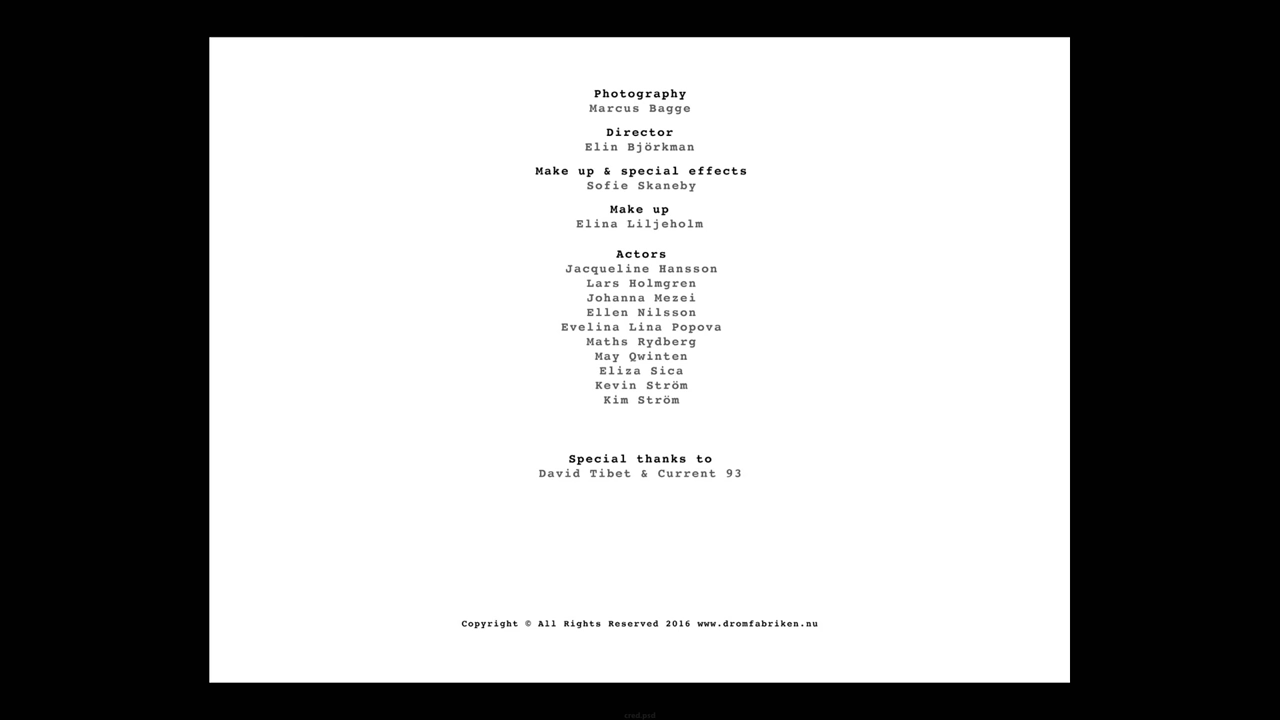 Photography
Marcus Bagge
Director
Elin Björkman
Make up & special effects
Sofie Skaneby
Make up
Elina Liljeholm
Actors
Jacqueline Hansson
Lars Holmgren
Johanna Mezei
Ellen Nilsson
Evelina Lina Popova
Maths Rydberg
May Qwinten
Eliza Sica
Kevin Ström
Kim Ström
Special thanks to
David Tibet & Current 93
Copyright © All Rights Reserved 2016 www.dromfabriken.nu